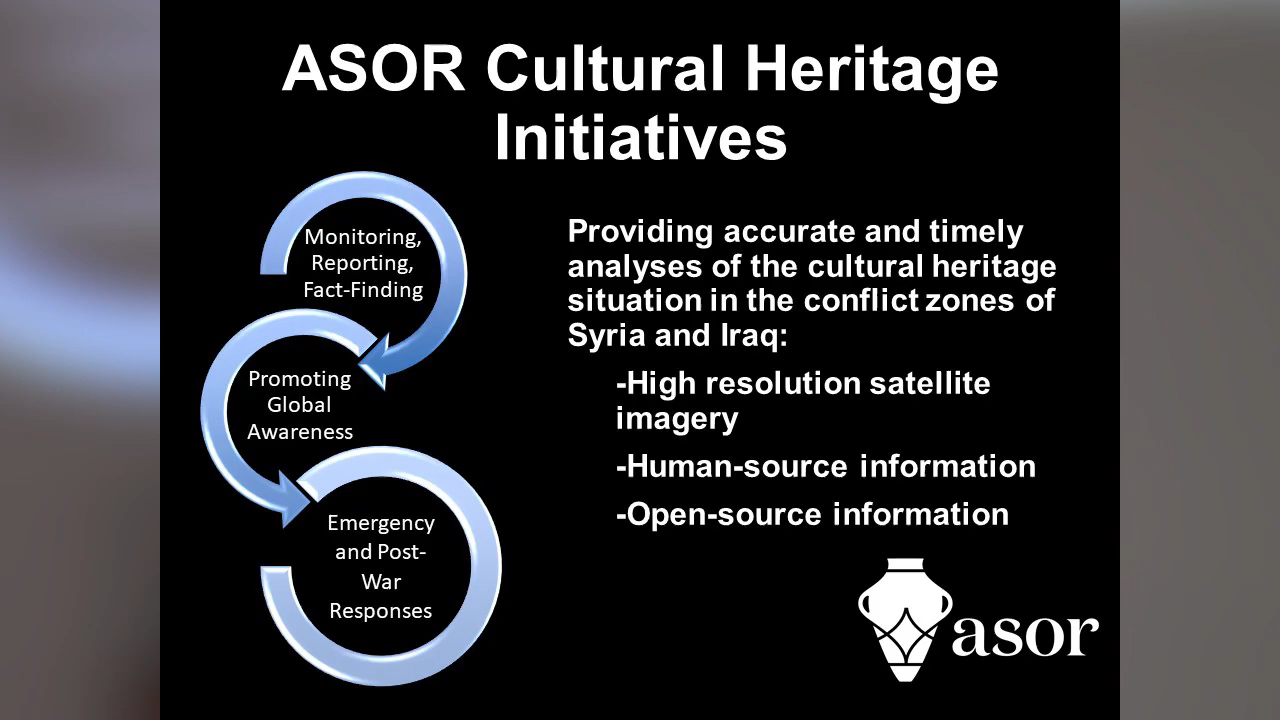 ASOR Cultural Heritage
Initiatives
Monitoring,
Reporting,
Fact-Finding
Promoting
Global
Awareness
Emergency
and Post-
War
Responses
Providing accurate and timely
analyses of the cultural heritage
situation in the conflict zones of
Syria and Iraq:
-High resolution satellite
imagery
-Human-source information
-Open-source information
asor